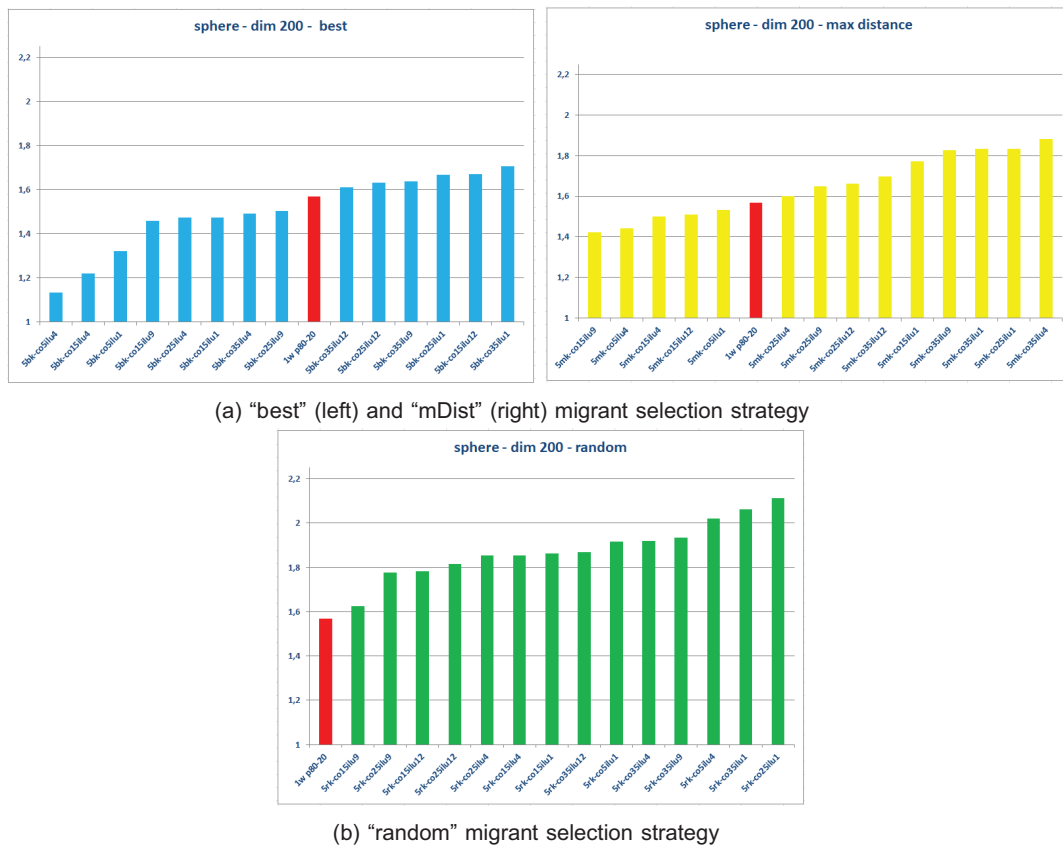 sphere - dim 200 - best
2,2
2
1,8
1,6
1,4
1,2
1
5bk-co5ilu4
5bk-co15ilu4
5bk-co5ilu1
5bk-co15ilu9
5bk-co25ilu4
5bk-co15ilu1
5bk-co35ilu4
5bk-co25ilu9
1w p80-20
5bk-co35ilu12
5bk-co25ilu12
5bk-co35ilu9
5bk-co25ilu1
5bk-co15ilu12
5bk-co35ilu1
sphere - dim 200 - max distance
2,2
2
1,8
1,6
1,4
1,2
1
5mk-co15ilu9
5mk-co5ilu4
5mk-co15ilu4
5mk-co15ilu12
5mk-co5ilu1
1w p80-20
5mk-co25ilu4
5mk-co25ilu9
5mk-co25ilu12
5mk-co35ilu12
5mk-co15ilu1
5mk-co35ilu9
5mk-co35ilu1
5mk-co25ilu1
5mk-co35ilu4
(a) “best” (left) and “mDist” (right) migrant selection strategy
sphere - dim 200 - random
2,2
2
1,8
1,6
1,4
1,2
1
1w p80-20
5rk-co15ilu9
5rk-co25ilu9
5rk-co15ilu12
5rk-co25ilu12
5rk-co25ilu4
5rk-co15ilu4
5rk-co15ilu1
5rk-co35ilu12
5rk-co5ilu1
5rk-co35ilu4
5rk-co35ilu9
5rk-co5ilu4
5rk-co35ilu1
5rk-co25ilu1
(b) “random” migrant selection strategy